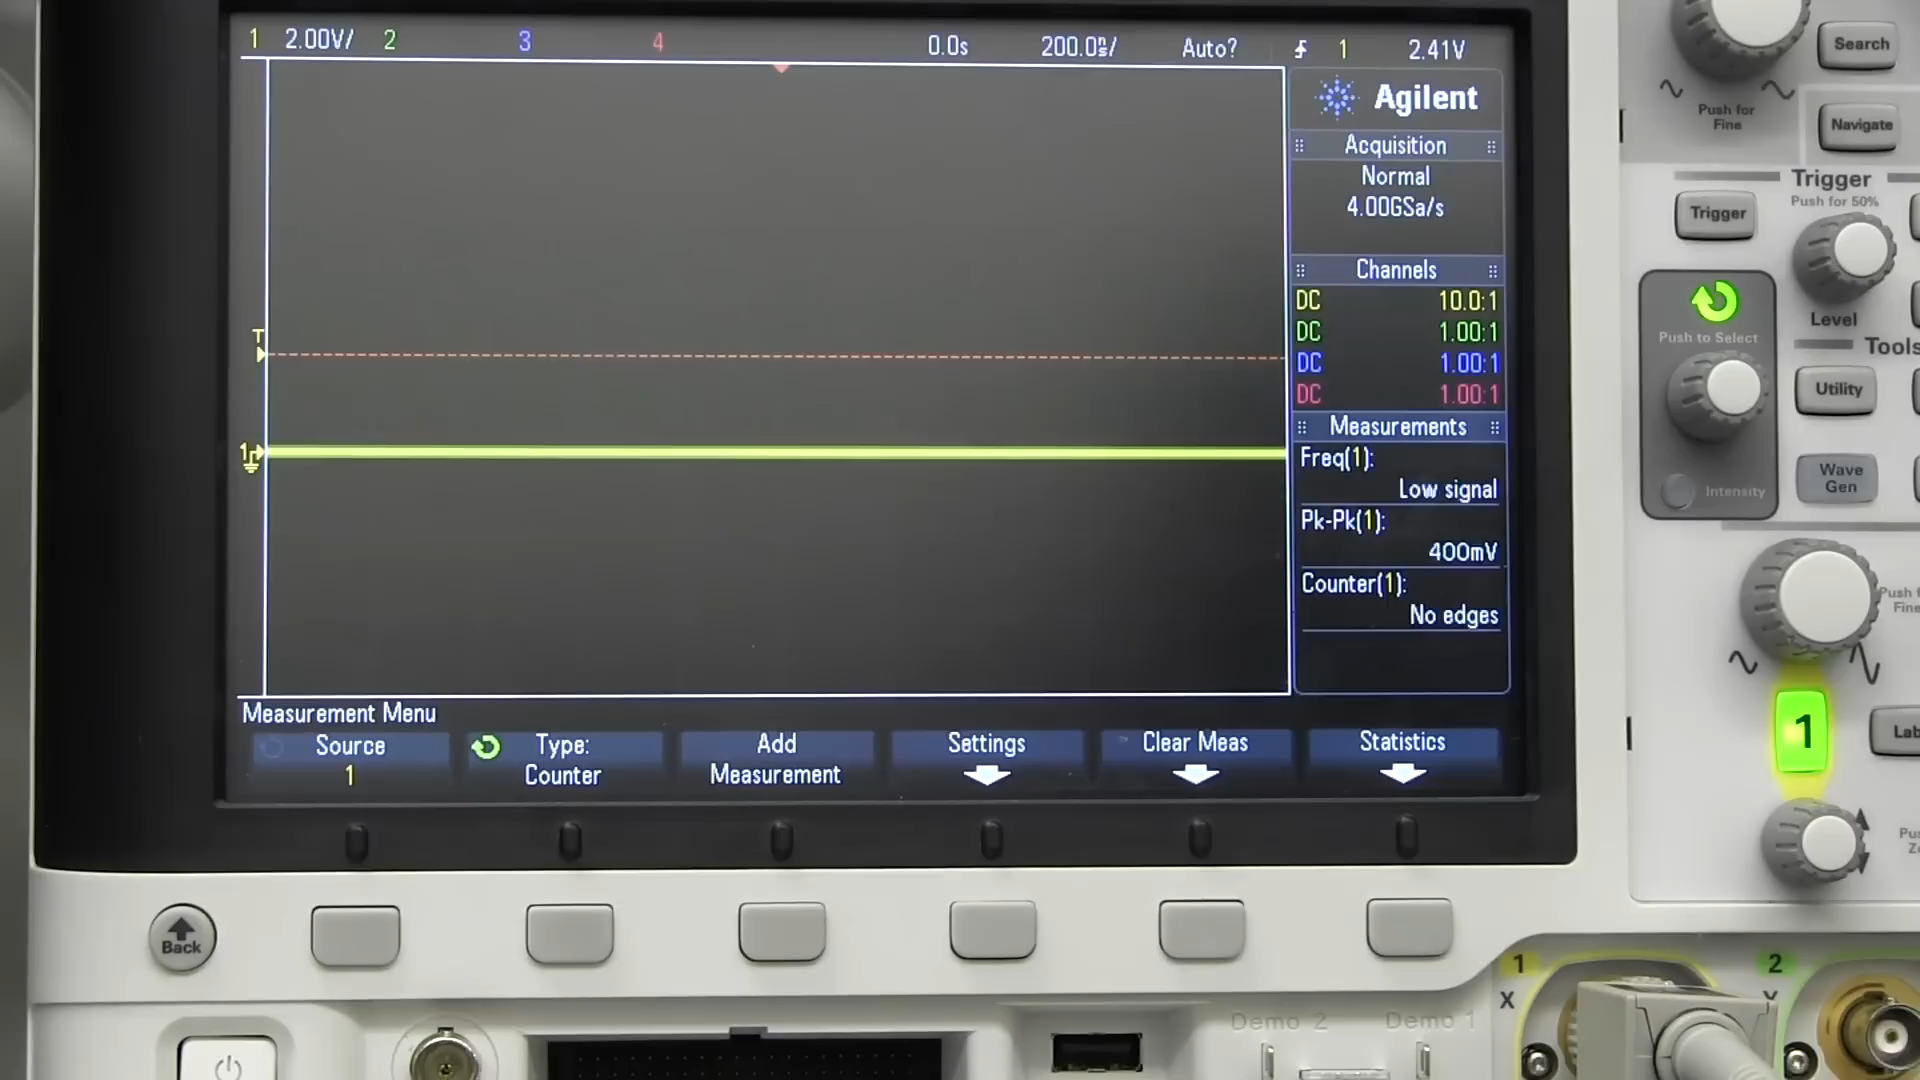 1 2.00V/ 2 3 4 0.0s 200.0ns/ Auto? 1 2.41V
Agilent
Acquisition
Normal
4.00GSa/s
Channels
DC 10.0:1
DC 1.00:1
DC 1.00:1
DC 1.00:1
Measurements
Freq(1):
Low signal
Pk-Pk(1):
400mV
Counter(1):
No edges
T
1
Measurement Menu
Source
1
Type:
Counter
Add
Measurement
Settings
Clear Meas
Statistics
Back
Search
Push for
Fine
Navigate
Trigger
Push for 50%
Trigger
Level
Push to Select
Intensity
Tools
Utility
Wave
Gen
Fine
1
Demo 2
Demo 1
1
X
2